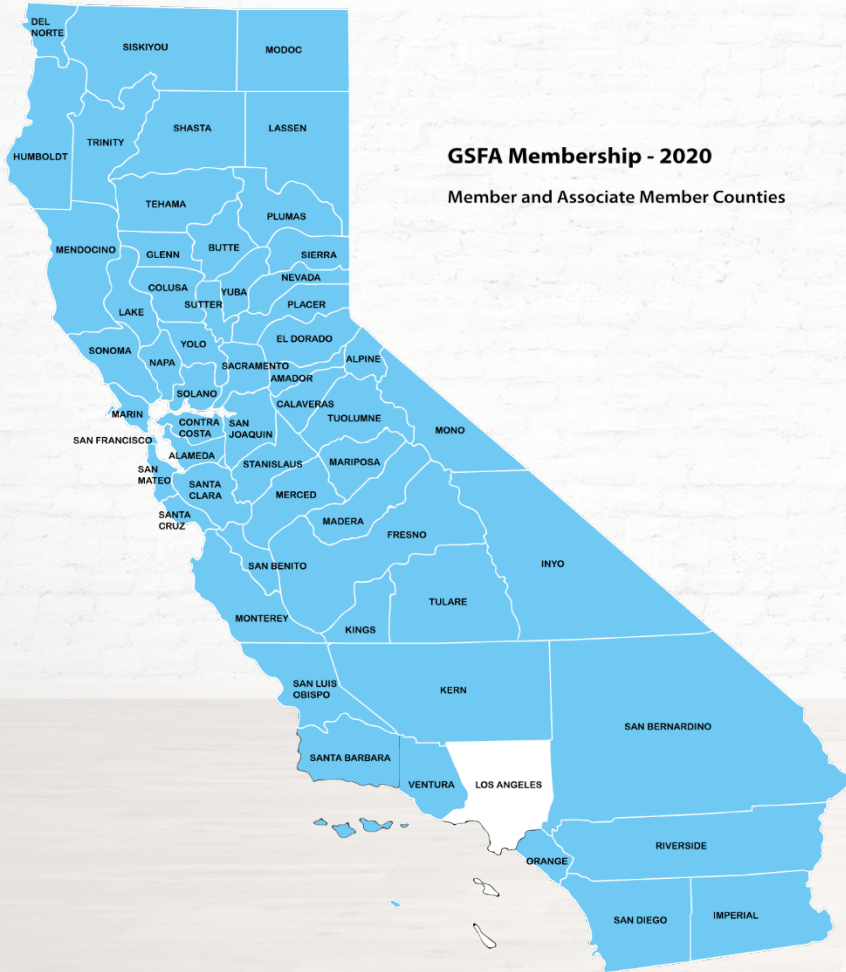 DEL
NORTE
SISKIYOU
MODOC
TRINITY
SHASTA
LASSEN
HUMBOLDT
GSFA Membership - 2020
Member and Associate Member Counties
TEHAMA
PLUMAS
MENDOCINO
GLENN
BUTTE
SIERRA
NEVADA
COLUSA
YUBA
SUTTER
PLACER
LAKE
EL DORADO
SONOMA
YOLO
NAPA
SACRAMENTO
ALPINE
AMADOR
SOLANO
CALAVERAS
MARIN
TUOLUMNE
CONTRA
COSTA
SAN
JOAQUIN
MONO
SAN FRANCISCO
ALAMEDA
STANISLAUS
MARIPOSA
SAN
MATEO
SANTA
CLARA
MERCED
SANTA
CRUZ
MADERA
FRESNO
SAN BENITO
INYO
TULARE
MONTEREY
KINGS
SAN LUIS
OBISPO
KERN
SAN BERNARDINO
SANTA BARBARA
VENTURA
LOS ANGELES
ORANGE
RIVERSIDE
SAN DIEGO
IMPERIAL